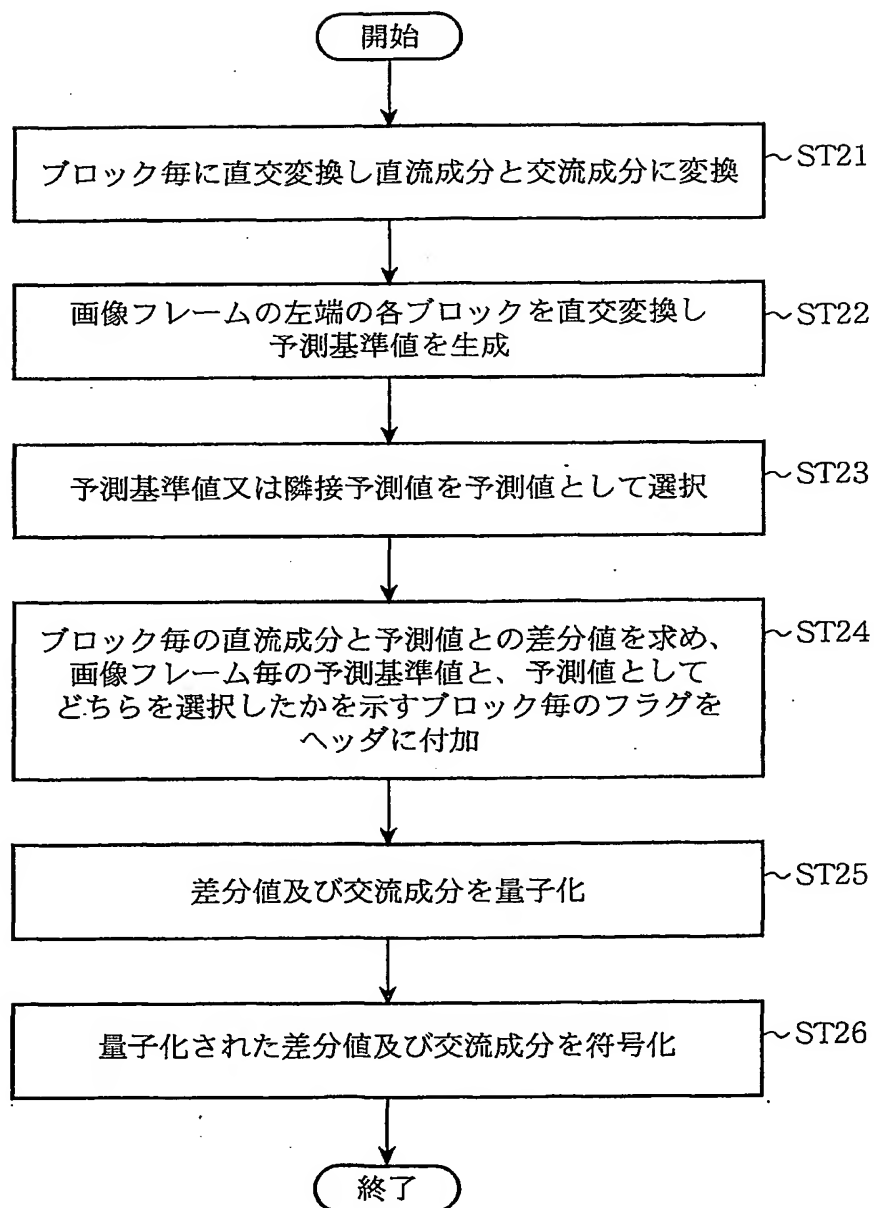 開始
ブロック毎に直交変換し直流成分と交流成分に変換
~ST21
画像フレームの左端の各ブロックを直交変換し
予測基準値を生成
~ST22
予測基準値又は隣接予測値を予測値として選択
~ST23
ブロック毎の直流成分と予測値との差分値を求め、
画像フレーム毎の予測基準値と、予測値として
どちらを選択したかを示すブロック毎のフラグを
ヘッダに付加
~ST24
差分値及び交流成分を量子化
~ST25
量子化された差分値及び交流成分を符号化
~ST26
終了